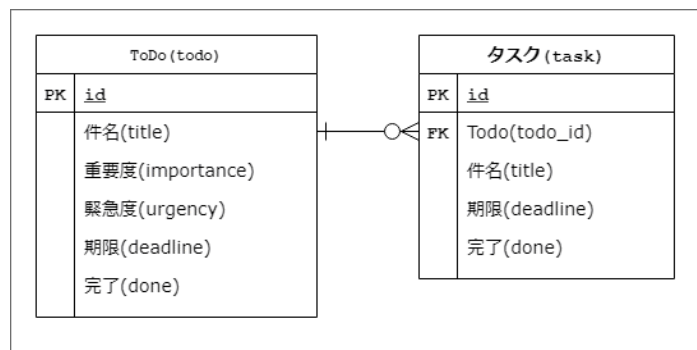 ToDo(todo)
PK id
件名(title)
重要度(importance)
緊急度(urgency)
期限(deadline)
完了(done)
タスク(task)
PK id
FK Todo(todo_id)
件名(title)
期限(deadline)
完了(done)